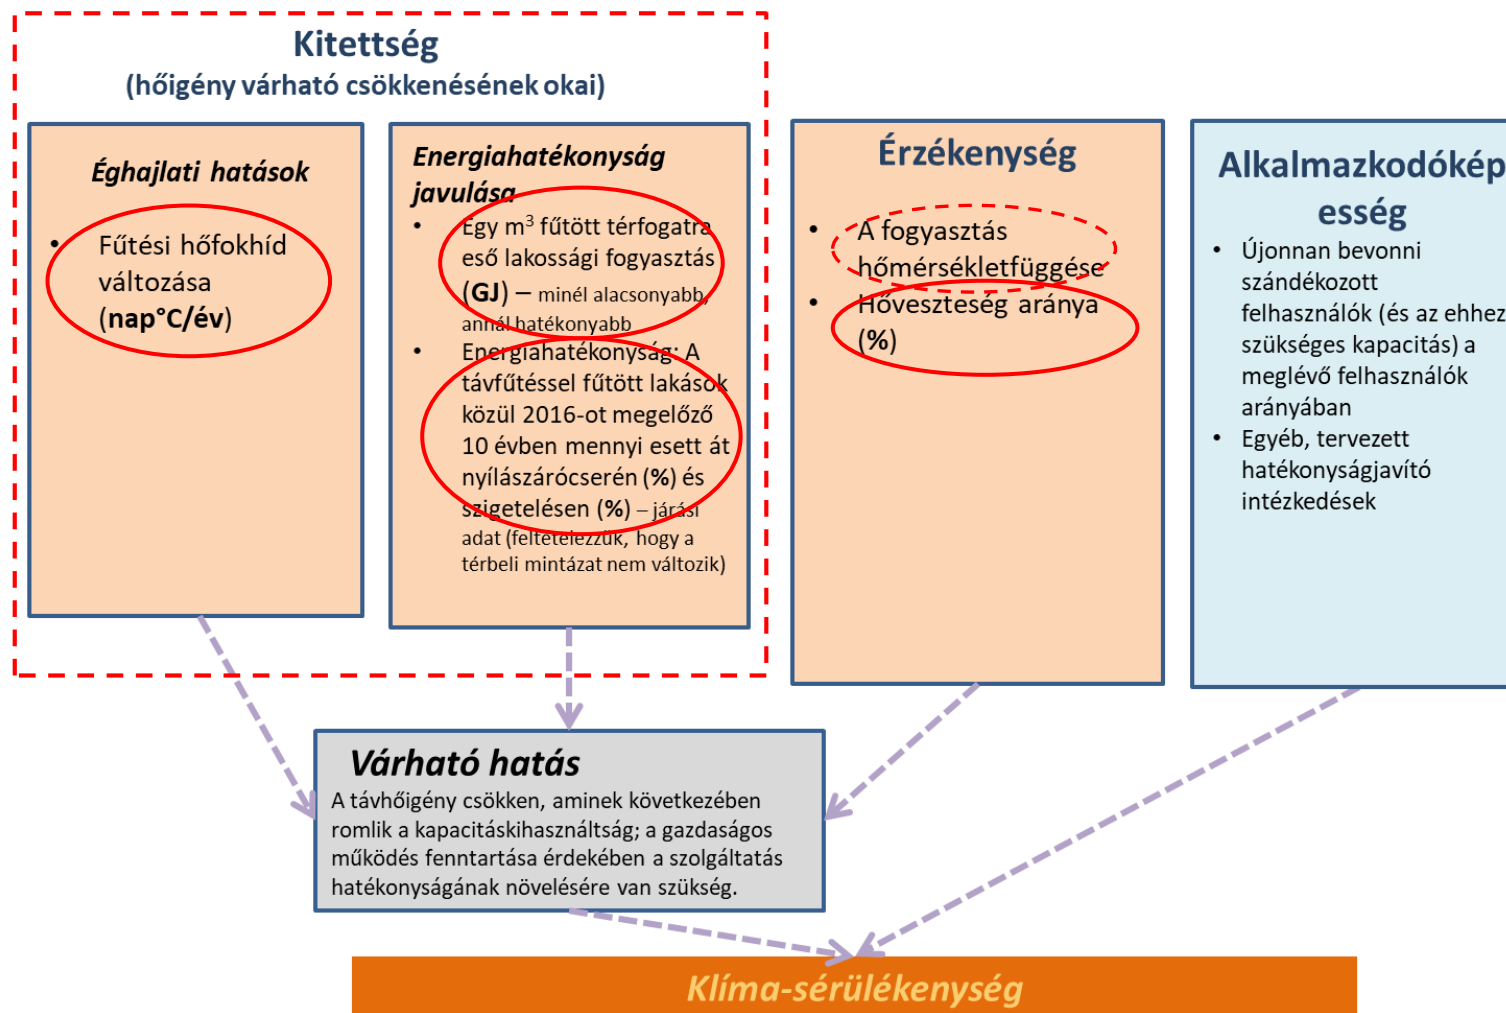 Kitettség
(hőigény várható csökkenésének okai)
Éghajlati hatások
• Fűtési hőfokhíd
változása
(nap°C/év)
Energiahatékonyság
javulása
• Egy m³ fűtött térfogatra
eső lakossági fogyasztás
(GJ) – minél alacsonyabb,
annál hatékonyabb
• Energiahatékonyság: A
távfűtéssel fűtött lakások
közül 2016-ot megelőző
10 évben mennyi esett át
nyílászárócserén (%) és
szigetelésen (%) – járási
adat (feltételezzük, hogy a
térbeli mintázat nem változik)
Érzékenység
• A fogyasztás
hőmérsékletfüggése
• Hőveszteség aránya
(%)
Alkalmazkodókép
esség
• Újonnan bevonni
szándékozott
felhasználók (és az ehhez
szükséges kapacitás) a
meglévő felhasználók
arányában
• Egyéb, tervezett
hatékonyságjavító
intézkedések
Várható hatás
A távhőigény csökken, aminek következében
romlik a kapacitáskihasználtság; a gazdaságos
működés fenntartása érdekében a szolgáltatás
hatékonyságának növelésére van szükség.
Klíma-sérülékenység